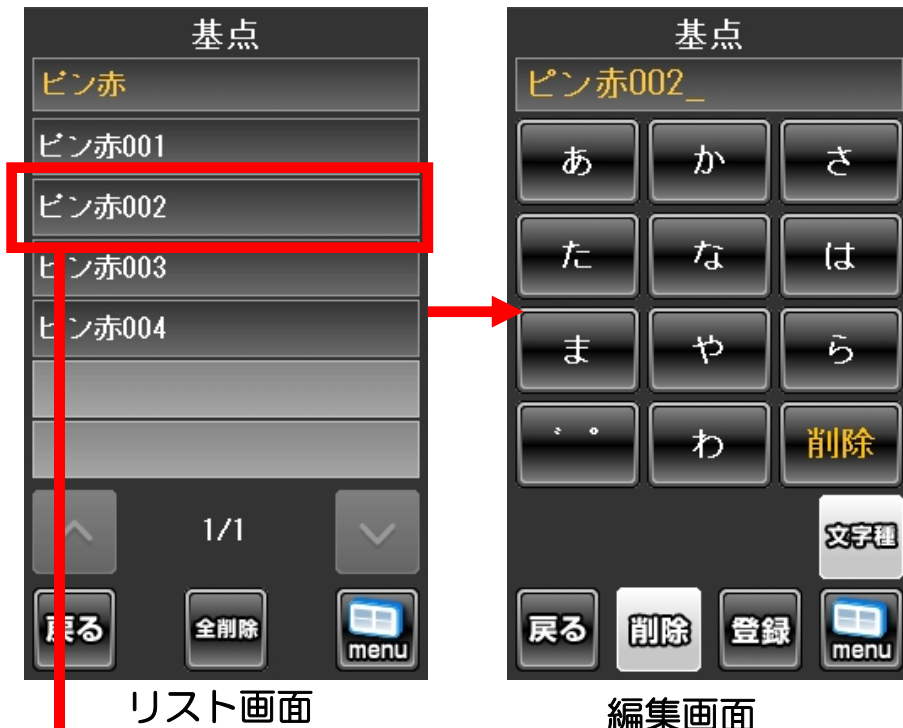 基点
ピン赤
ピン赤001
ピン赤002
ピン赤003
ピン赤004
1/1
戻る
全削除
menu
リスト画面
基点
ピン赤002_
あ
か
さ
た
な
は
ま
や
ら
゛゜
わ
削除
文字種
戻る
削除
登録
menu
編集画面